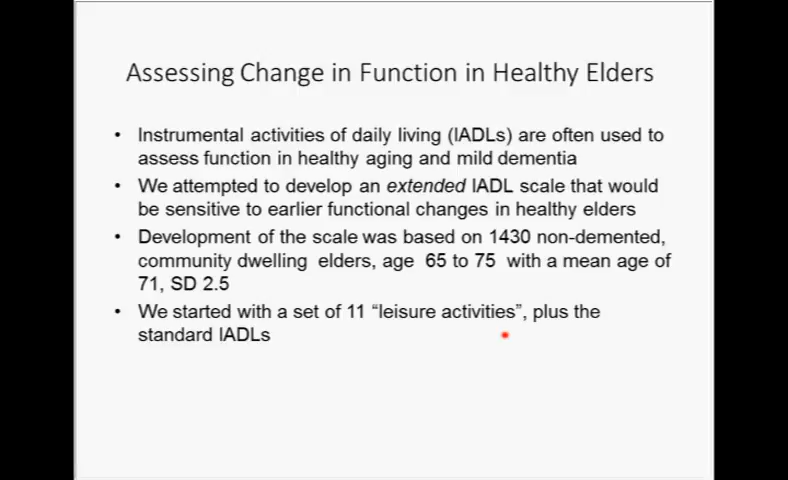 Assessing Change in Function in Healthy Elders
• Instrumental activities of daily living (IADLs) are often used to
assess function in healthy aging and mild dementia
• We attempted to develop an extended IADL scale that would
be sensitive to earlier functional changes in healthy elders
• Development of the scale was based on 1430 non-demented,
community dwelling elders, age 65 to 75 with a mean age of
71, SD 2.5
• We started with a set of 11 “leisure activities”, plus the
standard IADLs